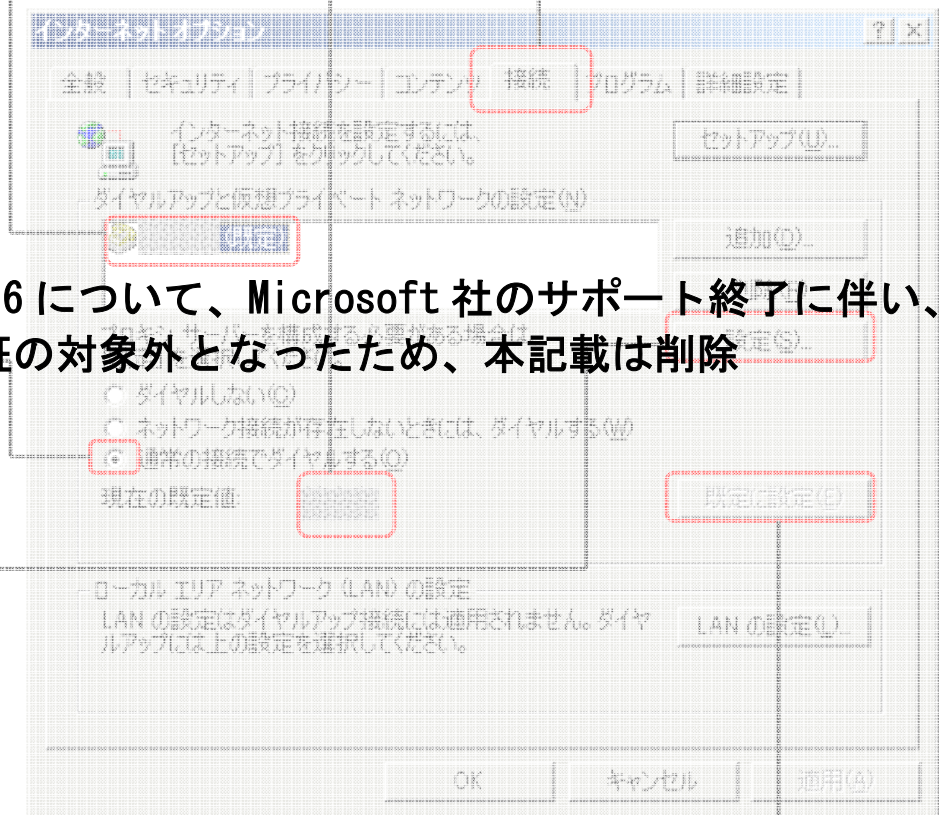 インターネット オプション
全般 セキュリティ プライバシー コンテンツ 接続 プログラム 詳細設定
インターネット接続を設定するには、
[セットアップ] をクリックしてください。
セットアップ(U)...
ダイヤルアップと仮想プライベート ネットワークの設定(N)
(既定)
追加(D)...
6 について、Microsoft 社のサポート終了に伴い、
の対象外となったため、本記載は削除
設定(S)...
ダイヤルしない(C)
ネットワーク接続が存在しないときには、ダイヤルする(W)
通常の接続でダイヤルする(O)
現在の既定値:
既定に設定(E)
ローカル エリア ネットワーク (LAN) の設定
LAN の設定はダイヤルアップ接続には適用されません。ダイヤ
ルアップには上の設定を選択してください。
LAN の設定(L)...
OK キャンセル 適用(A)